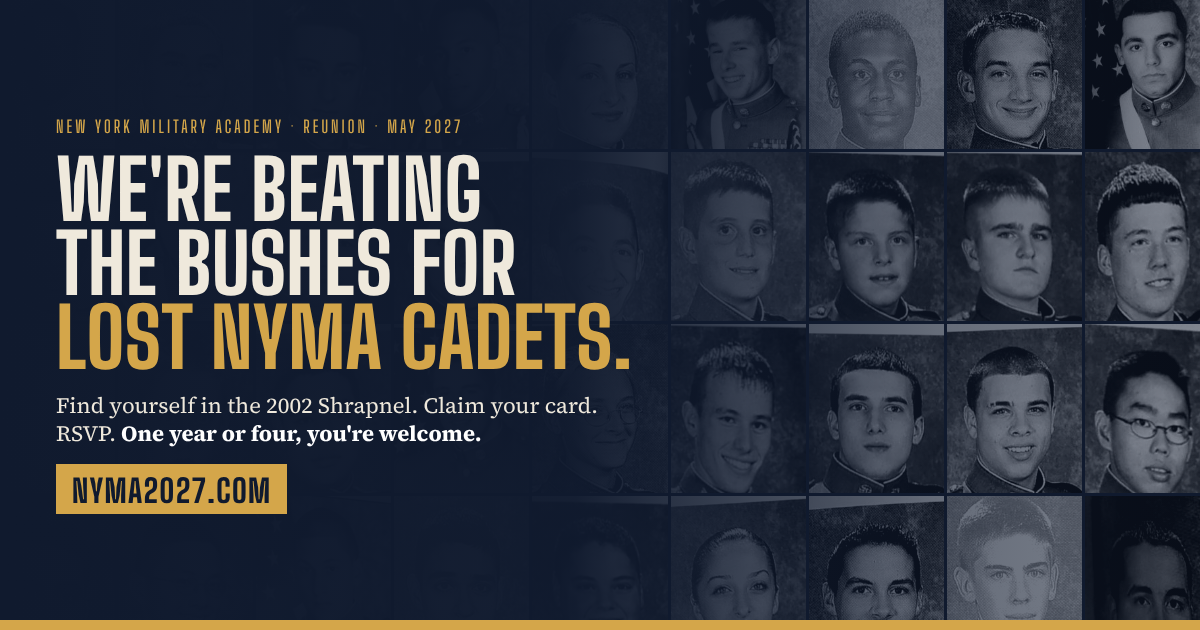 NEW YORK MILITARY ACADEMY · REUNION · MAY 2027
WE'RE BEATING
THE BUSHES FOR
LOST NYMA CADETS.
Find yourself in the 2002 Shrapnel. Claim your card.
RSVP. One year or four, you're welcome.
NYMA2027.COM